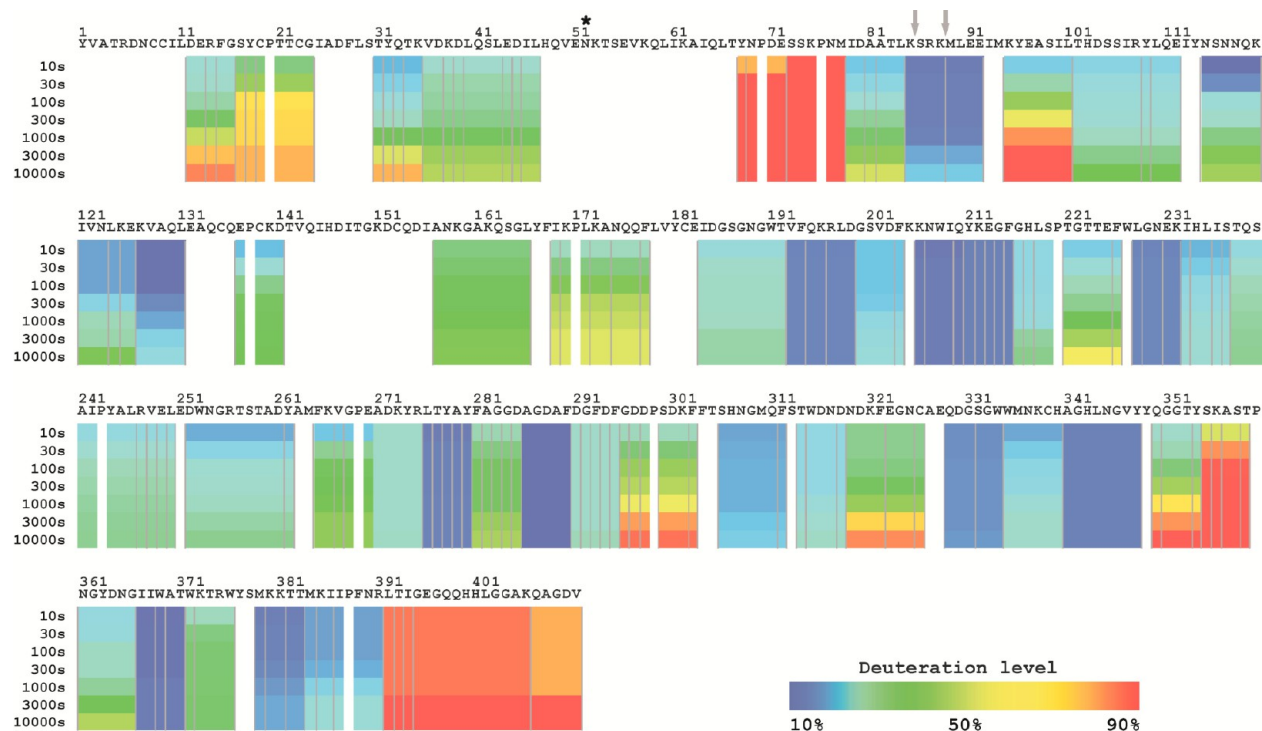 *
1 11 21 31 41 51 61 71 81 91 101 111
YVATRDNCCILDERFGSYCPTTCGIADFLSTYQTKVDKDLQSLEDILHQVENKTSEVKQLIKAIQLTYNPDESSKPNMIDAATLKSRKMLEEIMKYEASILTHDSSIRYLQEIYNSNNQK
10s
30s
100s
300s
1000s
3000s
10000s
121 131 141 151 161 171 181 191 201 211 221 231
IVNLKEKVAQLEAQCQEPCKDTVQIHDITGKDCQDIANKGAKQSGLYFIKPLKANQQFLVYCEIDGSGNGWTVFQKRLDGSVDFKKNWIQYKEGFGHLSPTGTTEFWLGNEKIHLISTQS
10s
30s
100s
300s
1000s
3000s
10000s
241 251 261 271 281 291 301 311 321 331 341 351
AIPYALRVELEDWNGRTSTADYAMFKVGPEADKYRLTYAYFAGGDAGDAFDGFDFGDDPSDKFFTSHNGMQFSTWDNDNDKFEGNCAEQDGSGWWMNKCHAGHLNGVYYQGGTYSKASTP
10s
30s
100s
300s
1000s
3000s
10000s
361 371 381 391 401
NGYDNGIIWATWKTRWYSMKKTTMKIIPFNRLTIGEGQQHHLGGAKQAGDV
10s
30s
100s
300s
1000s
3000s
10000s
Deuteration level
10% 50% 90%